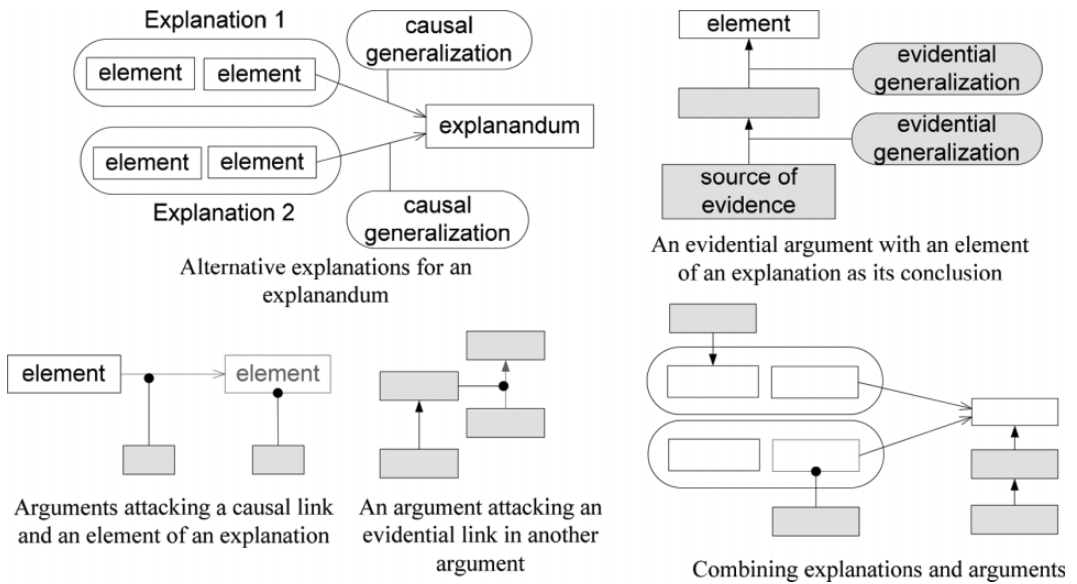 Explanation 1
element
element
causal
generalization
explanandum
element
element
Explanation 2
causal
generalization
Alternative explanations for an
explanandum
element
evidential
generalization
evidential
generalization
source of
evidence
An evidential argument with an element
of an explanation as its conclusion
element
element
Arguments attacking a causal link
and an element of an explanation
An argument attacking an
evidential link in another
argument
Combining explanations and arguments